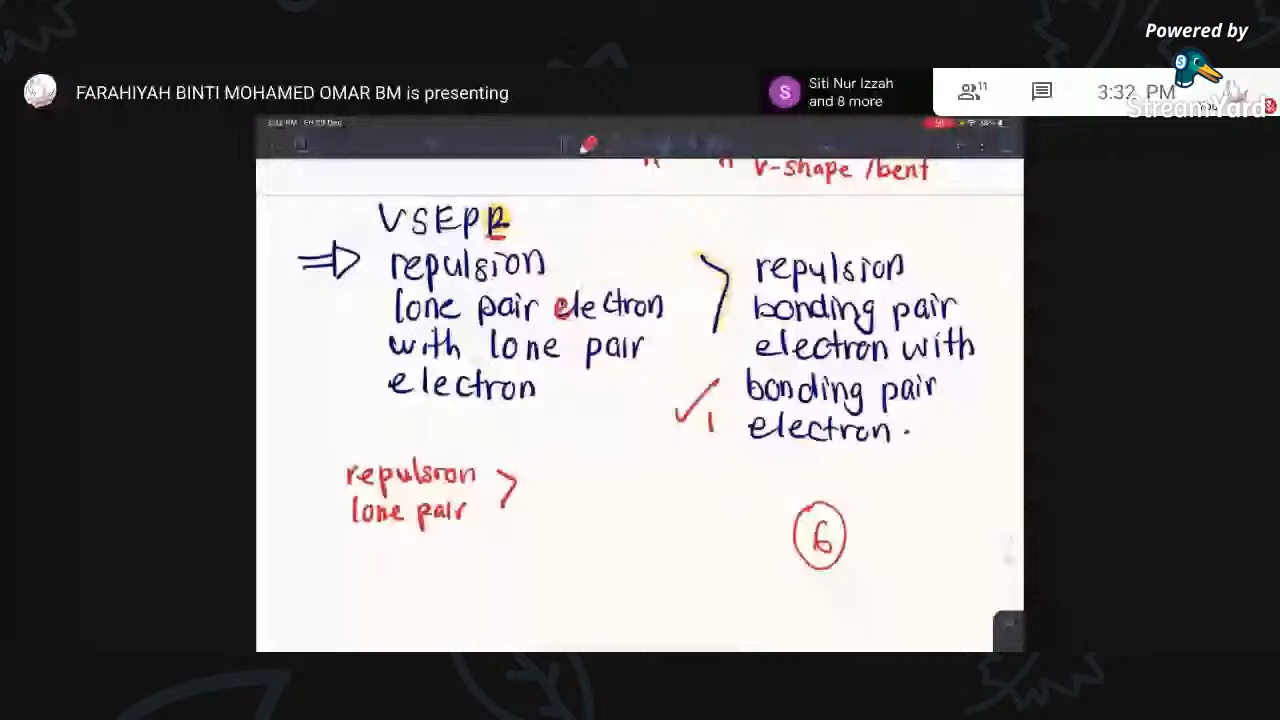 Powered by
FARAHIYAH BINTI MOHAMED OMAR BM is presenting
Siti Nur Izzah
and 8 more
11
3:32 PM
StreamYard
H H V-shape /bent
VSEPR
⇒ repulsion
lone pair electron
with lone pair
electron
>
repulsion
bonding pair
electron with
bonding pair
electron.
✓1
repulsion
lone pair
>
6